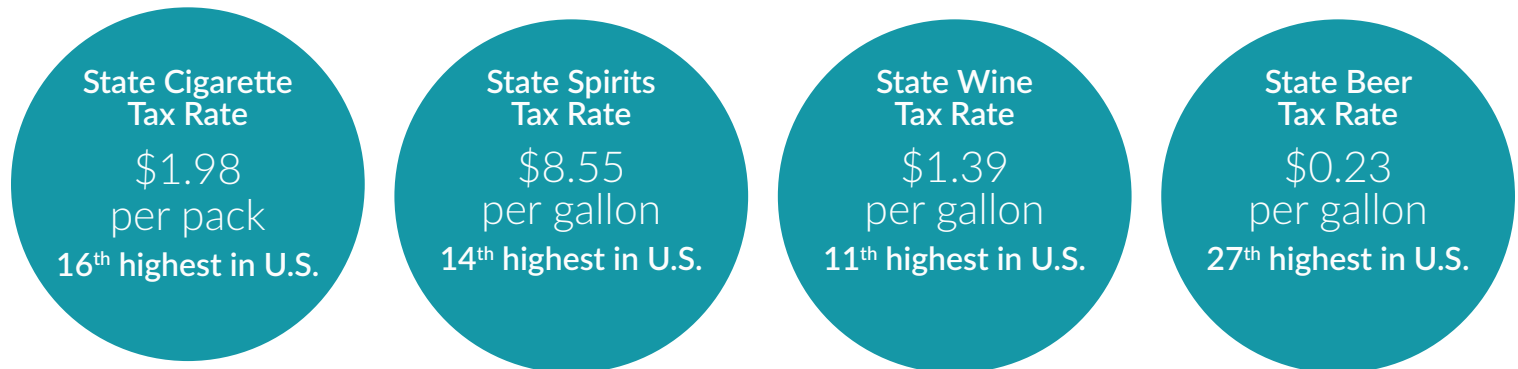 State Cigarette
Tax Rate
$1.98
per pack
16th highest in U.S.
State Spirits
Tax Rate
$8.55
per gallon
14th highest in U.S.
State Wine
Tax Rate
$1.39
per gallon
11th highest in U.S.
State Beer
Tax Rate
$0.23
per gallon
27th highest in U.S.